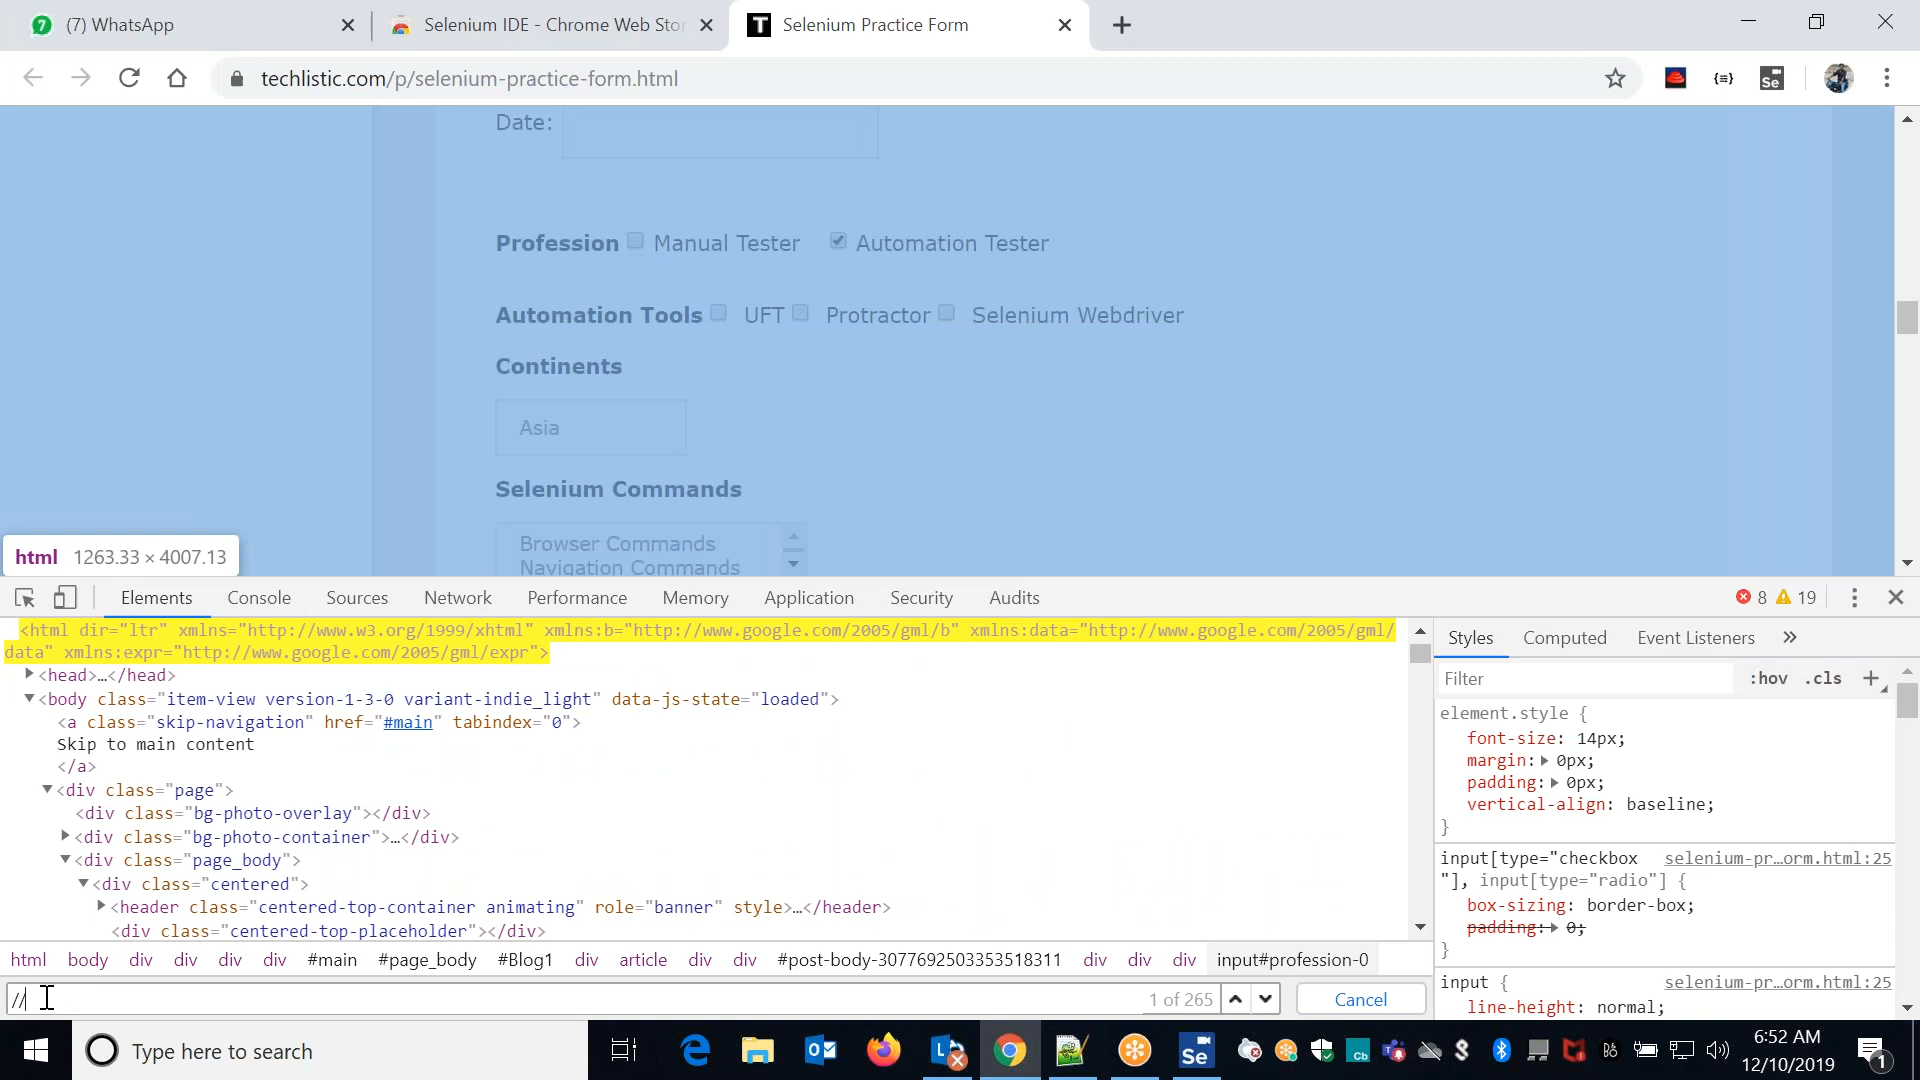 (7) WhatsApp
Selenium IDE - Chrome Web Stor
Selenium Practice Form
techlistic.com/p/selenium-practice-form.html
Date:
Profession Manual Tester Automation Tester
Automation Tools UFT Protractor Selenium Webdriver
Continents
Asia
Selenium Commands
Browser Commands
Navigation Commands
html 1263.33 × 4007.13
Elements Console Sources Network Performance Memory Application Security Audits 8 19
<html dir="ltr" xmlns="http://www.w3.org/1999/xhtml" xmlns:b="http://www.google.com/2005/gml/b" xmlns:data="http://www.google.com/2005/gml/
data" xmlns:expr="http://www.google.com/2005/gml/expr">
<head>…</head>
<body class="item-view version-1-3-0 variant-indie_light" data-js-state="loaded">
<a class="skip-navigation" href="#main" tabindex="0">
Skip to main content
</a>
<div class="page">
<div class="bg-photo-overlay"></div>
<div class="bg-photo-container">…</div>
<div class="page_body">
<div class="centered">
<header class="centered-top-container animating" role="banner" style>…</header>
<div class="centered-top-placeholder"></div>
html body div div div div #main #page_body #Blog1 div article div div #post-body-3077692503353518311 div div div input#profession-0
// 1 of 265 Cancel
Styles Computed Event Listeners »
Filter :hov .cls +
element.style {
font-size: 14px;
margin: 0px;
padding: 0px;
vertical-align: baseline;
}
input[type="checkbox selenium-pr…orm.html:25
"], input[type="radio"] {
box-sizing: border-box;
padding: 0;
}
input { selenium-pr…orm.html:25
line-height: normal;
Type here to search
6:52 AM
12/10/2019
1